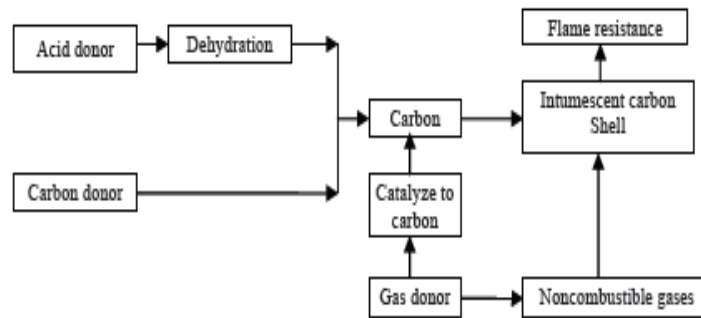 Flame resistance
Acid donor
Dehydration
Intumescent carbon
Shell
Carbon
Carbon donor
Catalyze to
carbon
Gas donor
Noncombustible gases